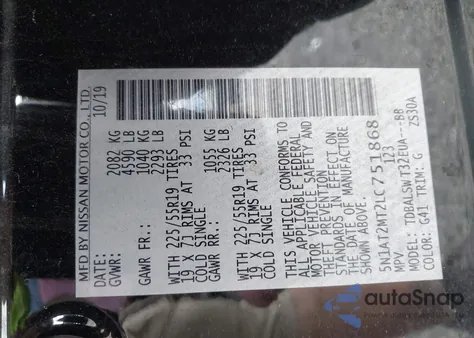 MFD BY NISSAN MOTOR CO., LTD.
DATE: 10/19
GVWR: 2082 KG
4590 LB
GAWR FR.: 1040 KG
2293 LB
WITH 225/55R19 TIRES
19 X 7J RIMS AT 33 PSI
COLD SINGLE
GAWR RR.: 1055 KG
2326 LB
WITH 225/55R19 TIRES
19 X 7J RIMS AT 33 PSI
COLD SINGLE
THIS VEHICLE CONFORMS TO
ALL APPLICABLE FEDERAL
MOTOR VEHICLE SAFETY AND
THEFT PREVENTION
STANDARDS IN EFFECT ON
THE DATE OF MANUFACTURE
SHOWN ABOVE.
5N1AT2MT2LC751868
MPV 123
MODEL: TDBALSWT32EUA---BB
COLOR: G41 TRIM: G ZS30A
autoSnap